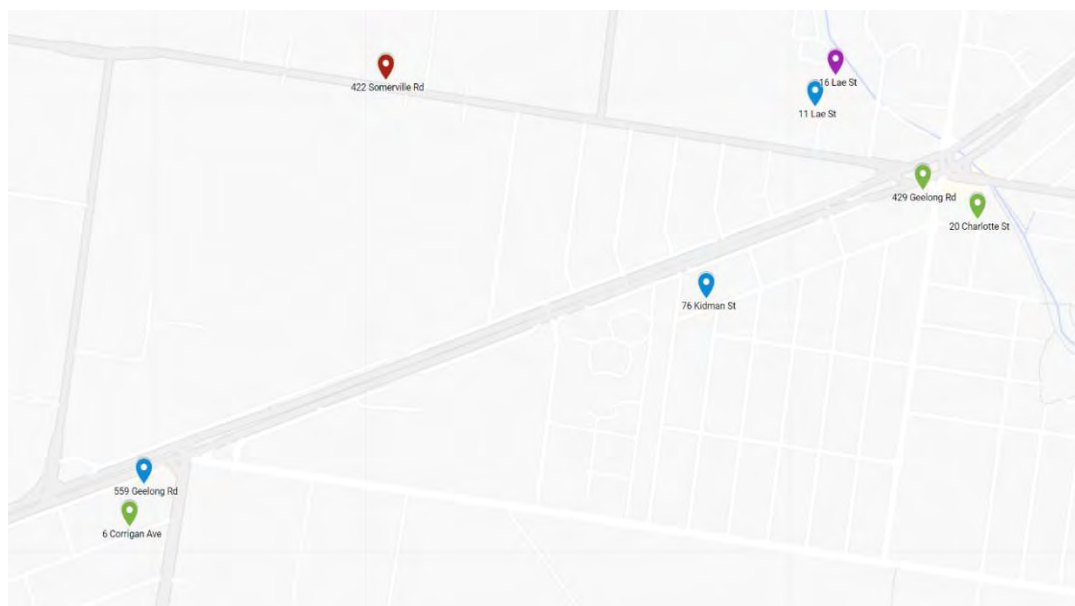 422 Somerville Rd
16 Lae St
11 Lae St
429 Geelong Rd
20 Charlotte St
76 Kidman St
559 Geelong Rd
6 Corrigan Ave